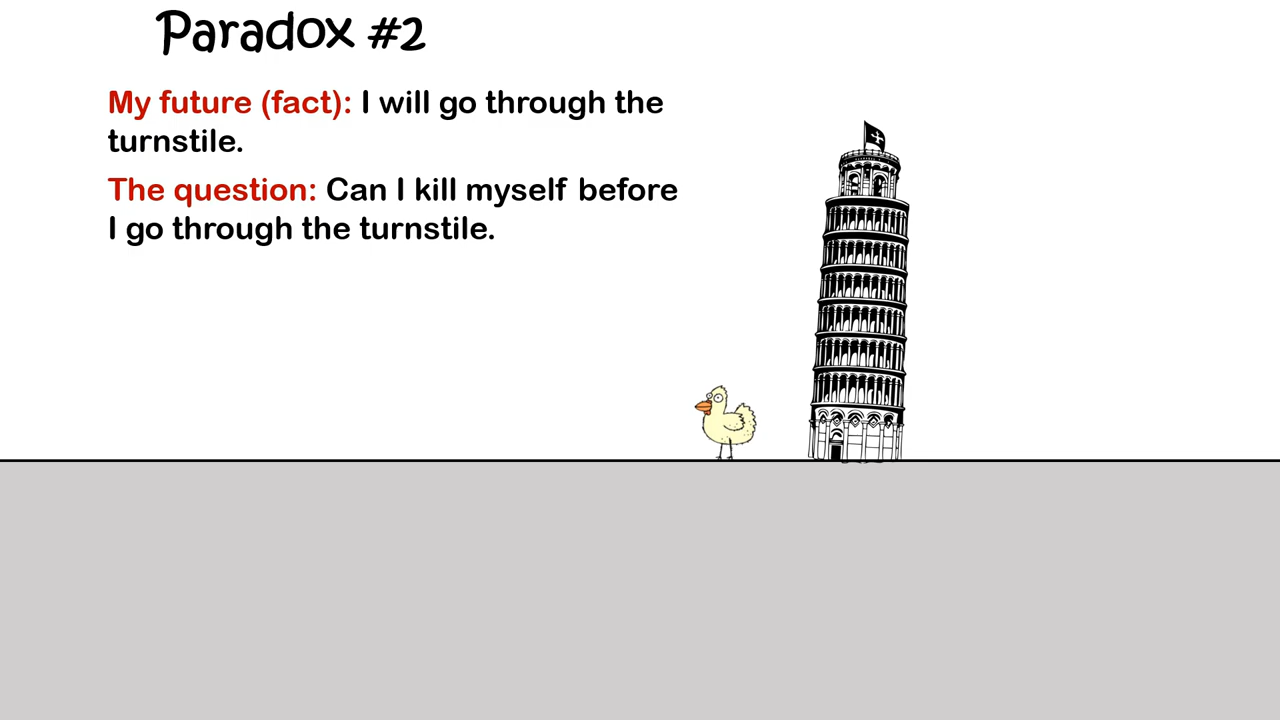 Paradox #2
My future (fact): I will go through the
turnstile.
The question: Can I kill myself before
I go through the turnstile.